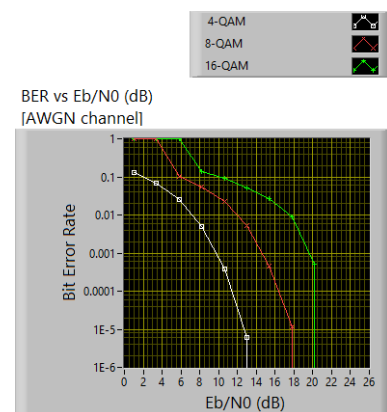 4-QAM
8-QAM
16-QAM
BER vs Eb/N0 (dB)
[AWGN channel]
Bit Error Rate
1
0.1
0.01
0.001
0.0001
1E-5
1E-6
0 2 4 6 8 10 12 14 16 18 20 22 24 26
Eb/N0 (dB)